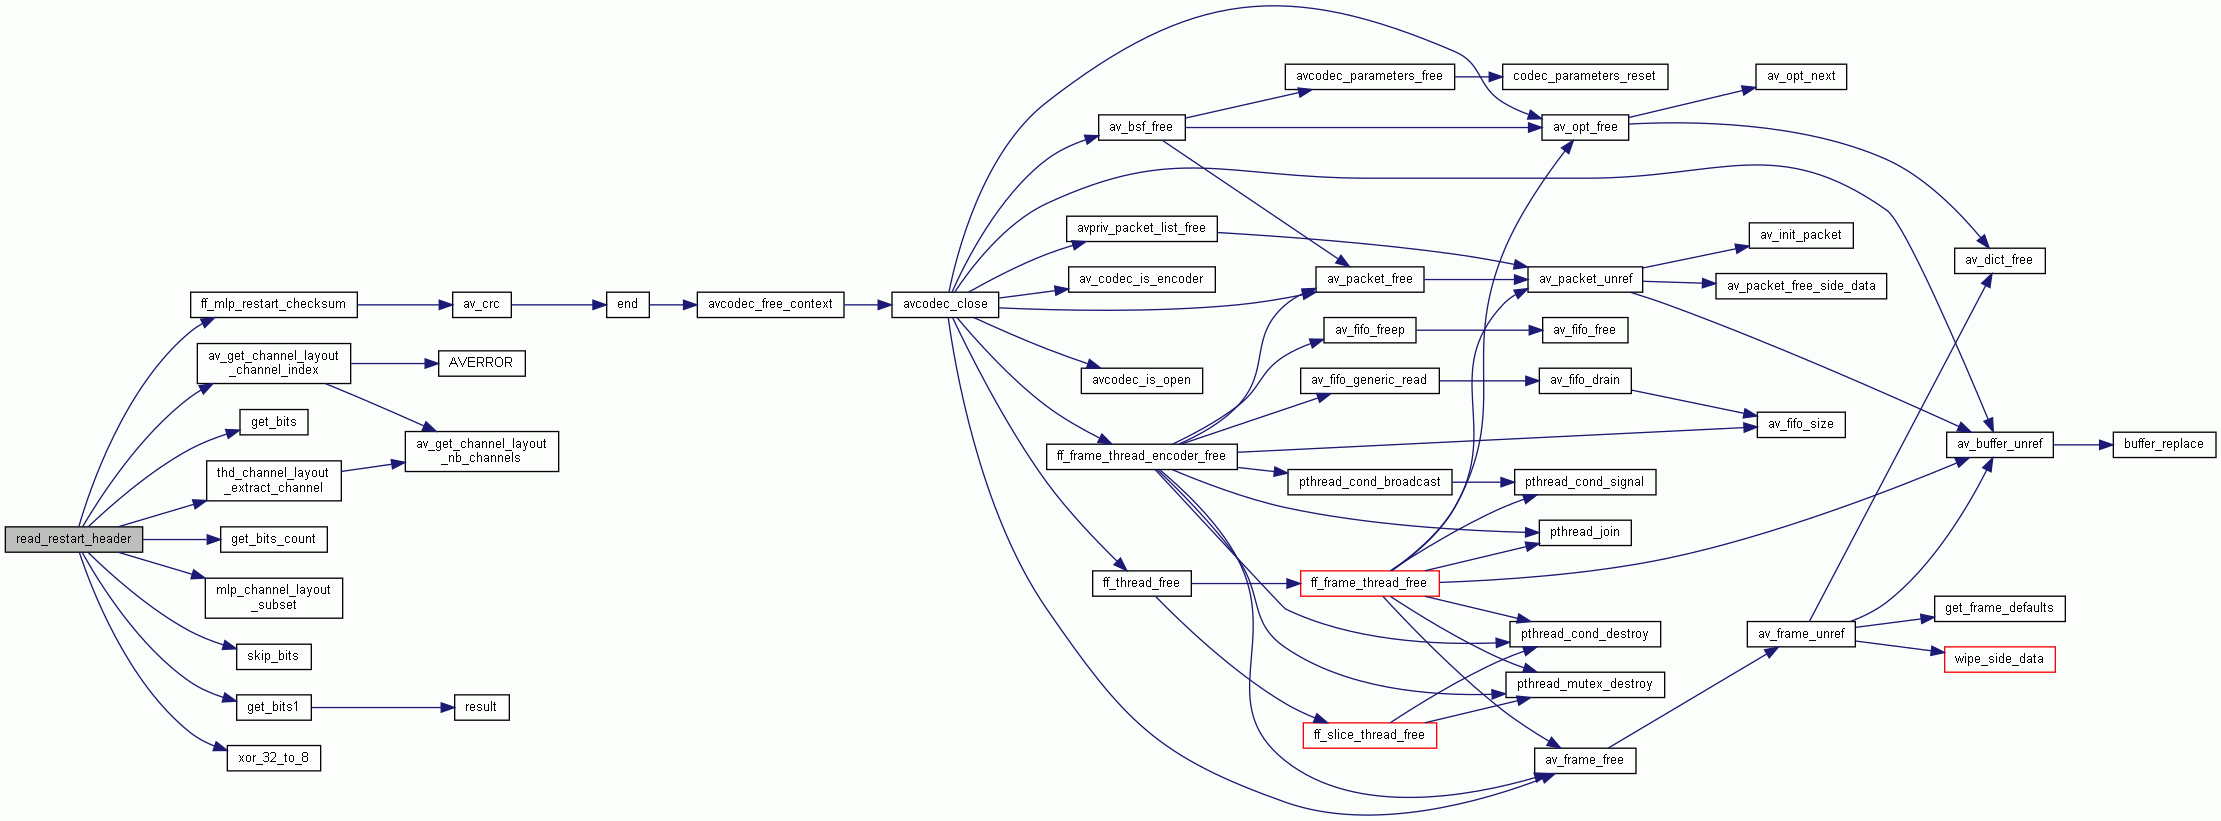 read_restart_header
ff_mlp_restart_checksum
av_get_channel_layout
_channel_index
get_bits
thd_channel_layout
_extract_channel
get_bits_count
mlp_channel_layout
_subset
skip_bits
get_bits1
xor_32_to_8
av_crc
AVERROR
av_get_channel_layout
_nb_channels
result
end
avcodec_free_context
avcodec_close
av_bsf_free
avpriv_packet_list_free
av_codec_is_encoder
avcodec_is_open
ff_frame_thread_encoder_free
ff_thread_free
avcodec_parameters_free
av_packet_free
av_fifo_freep
av_fifo_generic_read
pthread_cond_broadcast
ff_frame_thread_free
ff_slice_thread_free
codec_parameters_reset
av_opt_free
av_packet_unref
av_fifo_free
av_fifo_drain
pthread_cond_signal
pthread_join
pthread_cond_destroy
pthread_mutex_destroy
av_frame_free
av_opt_next
av_init_packet
av_packet_free_side_data
av_fifo_size
av_frame_unref
av_dict_free
av_buffer_unref
get_frame_defaults
wipe_side_data
buffer_replace